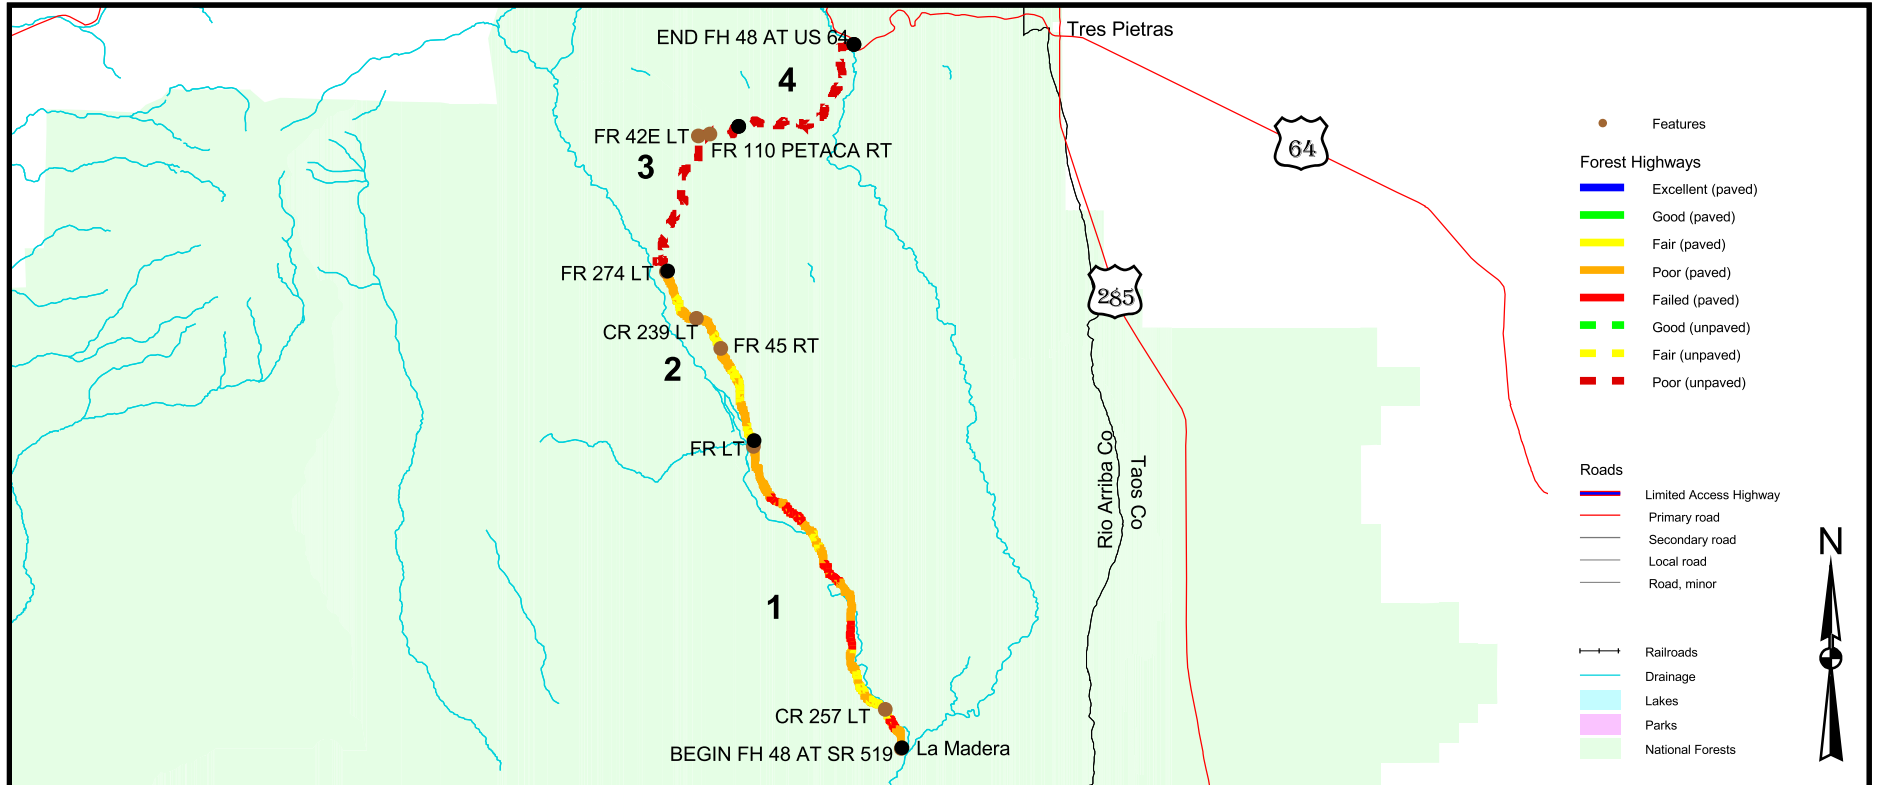 Tres Pietras
END FH 48 AT US 64
4
FR 42E LT
FR 110 PETACA RT
3
64
FR 274 LT
285
CR 239 LT
FR 45 RT
2
FR LT
Rio Arriba Co
Taos Co
1
CR 257 LT
BEGIN FH 48 AT SR 519
La Madera
Features
Forest Highways
Excellent (paved)
Good (paved)
Fair (paved)
Poor (paved)
Failed (paved)
Good (unpaved)
Fair (unpaved)
Poor (unpaved)
Roads
Limited Access Highway
Primary road
Secondary road
Local road
Road, minor
Railroads
Drainage
Lakes
Parks
National Forests
N